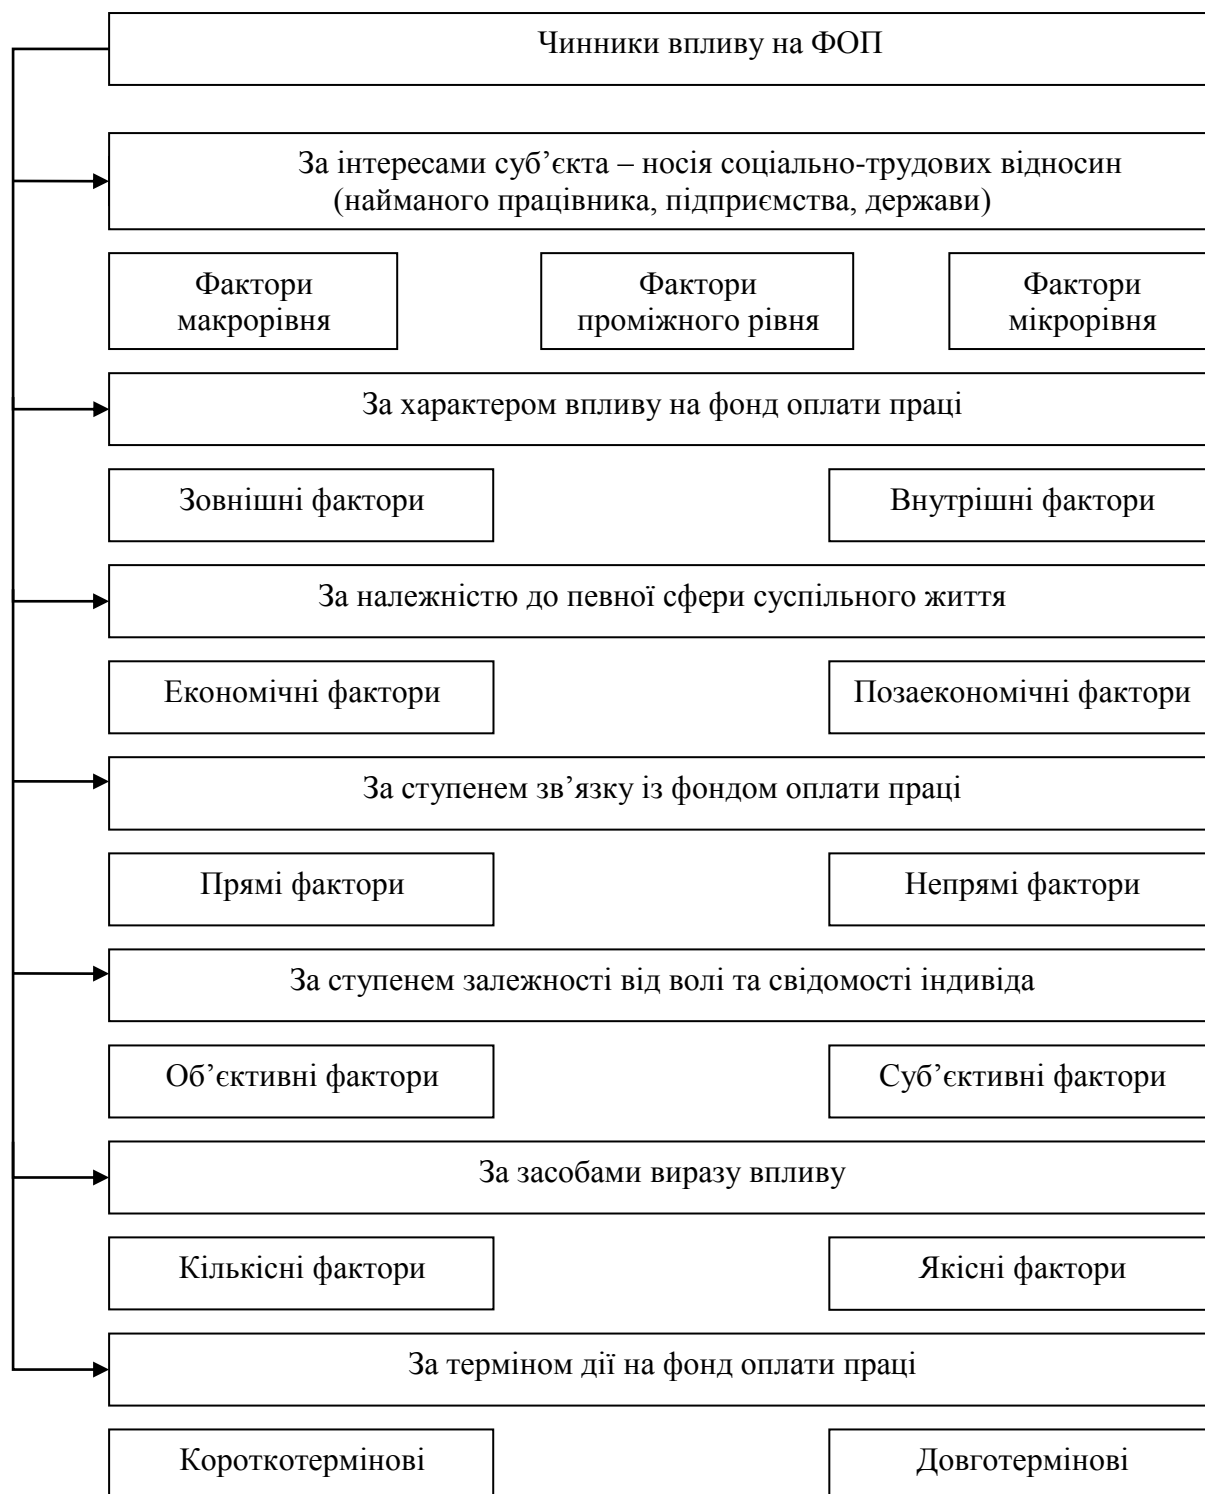 Чинники впливу на ФОП
За інтересами суб’єкта – носія соціально-трудових відносин
(найманого працівника, підприємства, держави)
Фактори
макрорівня
Фактори
проміжного рівня
Фактори
мікрорівня
За характером впливу на фонд оплати праці
Зовнішні фактори
Внутрішні фактори
За належністю до певної сфери суспільного життя
Економічні фактори
Позаекономічні фактори
За ступенем зв’язку із фондом оплати праці
Прямі фактори
Непрямі фактори
За ступенем залежності від волі та свідомості індивіда
Об’єктивні фактори
Суб’єктивні фактори
За засобами виразу впливу
Кількісні фактори
Якісні фактори
За терміном дії на фонд оплати праці
Короткотермінові
Довготермінові